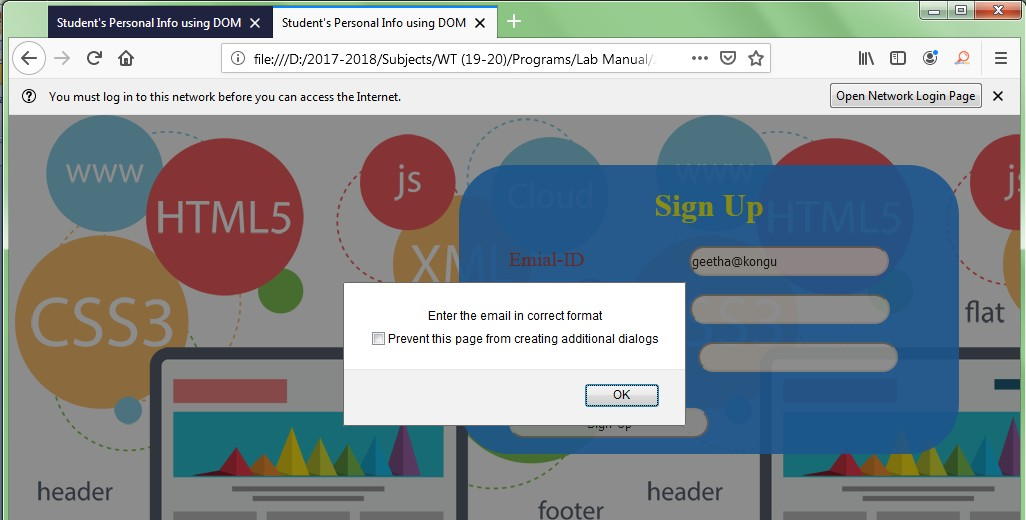 Student's Personal Info using DOM
Student's Personal Info using DOM
file:///D:/2017-2018/Subjects/WT (19-20)/Programs/Lab Manual/
You must log in to this network before you can access the Internet.
Open Network Login Page
www
HTML5
js
Cloud
www
HTML5
Sign Up
XML
Emial-ID
geetha@kongu
CSS3
flat
Enter the email in correct format
Prevent this page from creating additional dialogs
OK
header
footer
header